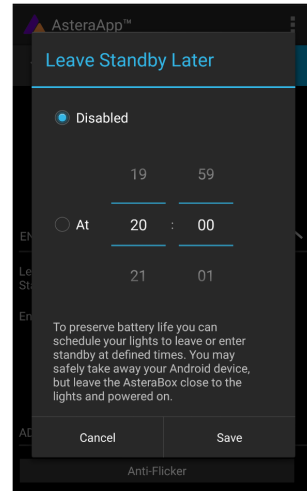 AsteraApp™
Leave Standby Later
Disabled
19 59
At 20 : 00
21 01
To preserve battery life you can
schedule your lights to leave or enter
standby at defined times. You may
safely take away your Android device,
but leave the AsteraBox close to the
lights and powered on.
Cancel Save
Anti-Flicker